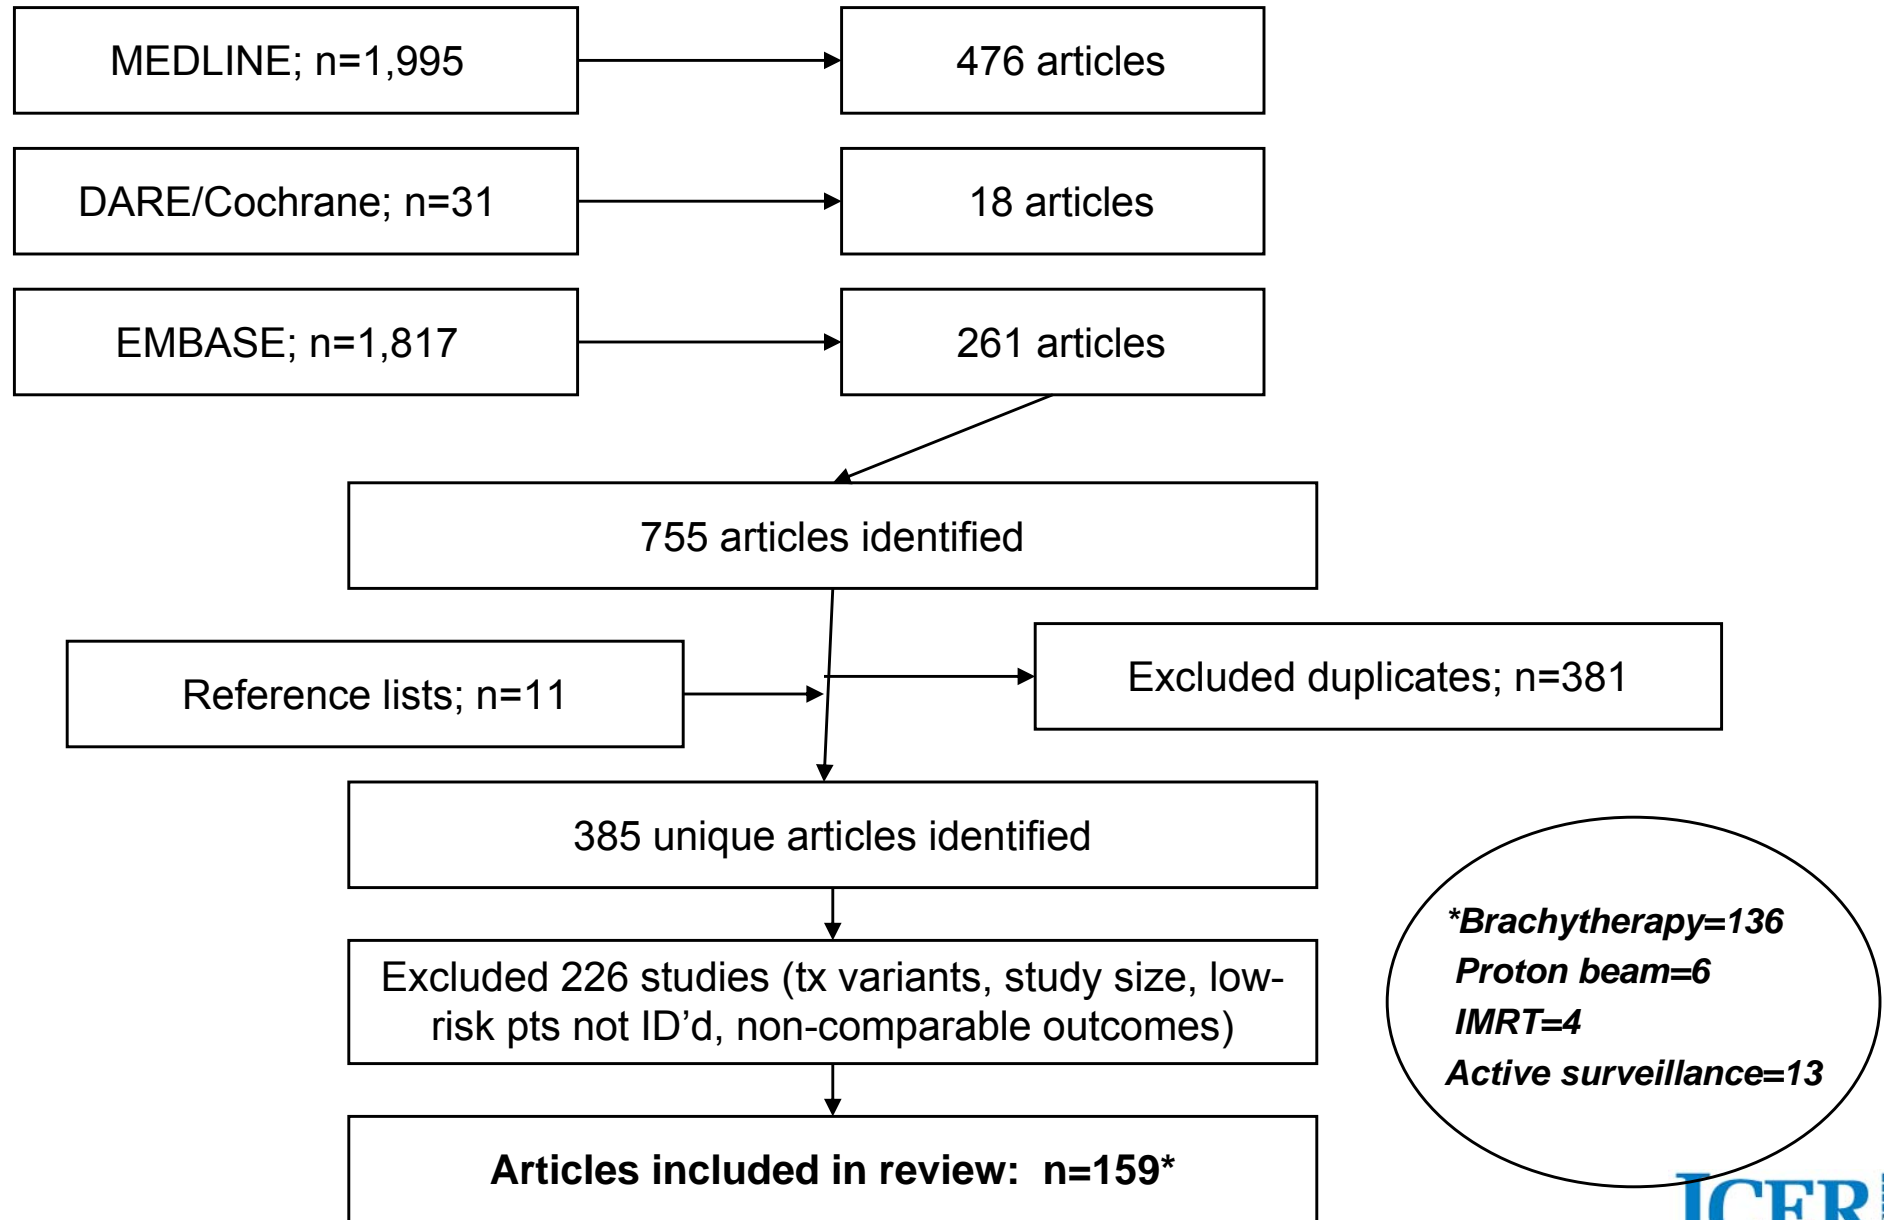 MEDLINE; n=1,995
476 articles
DARE/Cochrane; n=31
18 articles
EMBASE; n=1,817
261 articles
755 articles identified
Reference lists; n=11
Excluded duplicates; n=381
385 unique articles identified
Excluded 226 studies (tx variants, study size, low-
risk pts not ID’d, non-comparable outcomes)
Articles included in review: n=159*
*Brachytherapy=136
Proton beam=6
IMRT=4
Active surveillance=13
ICER